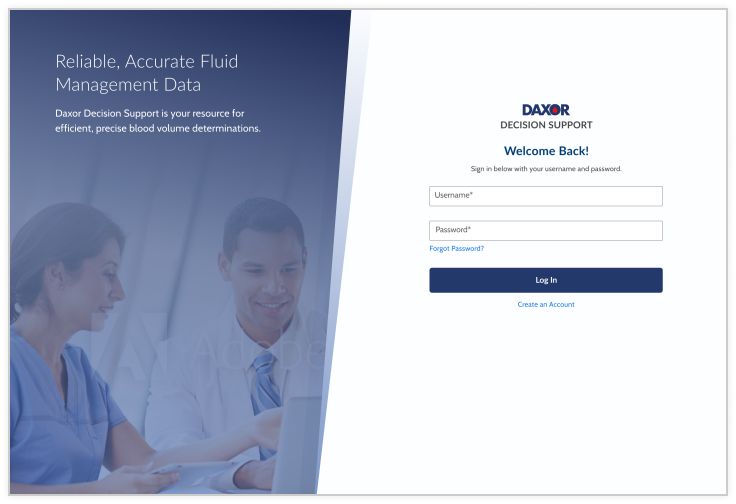 Reliable, Accurate Fluid
Management Data
Daxor Decision Support is your resource for
efficient, precise blood volume determinations.
DAXOR
DECISION SUPPORT
Welcome Back!
Sign in below with your username and password.
Username*
Password*
Forgot Password?
Log In
Create an Account
Adobe